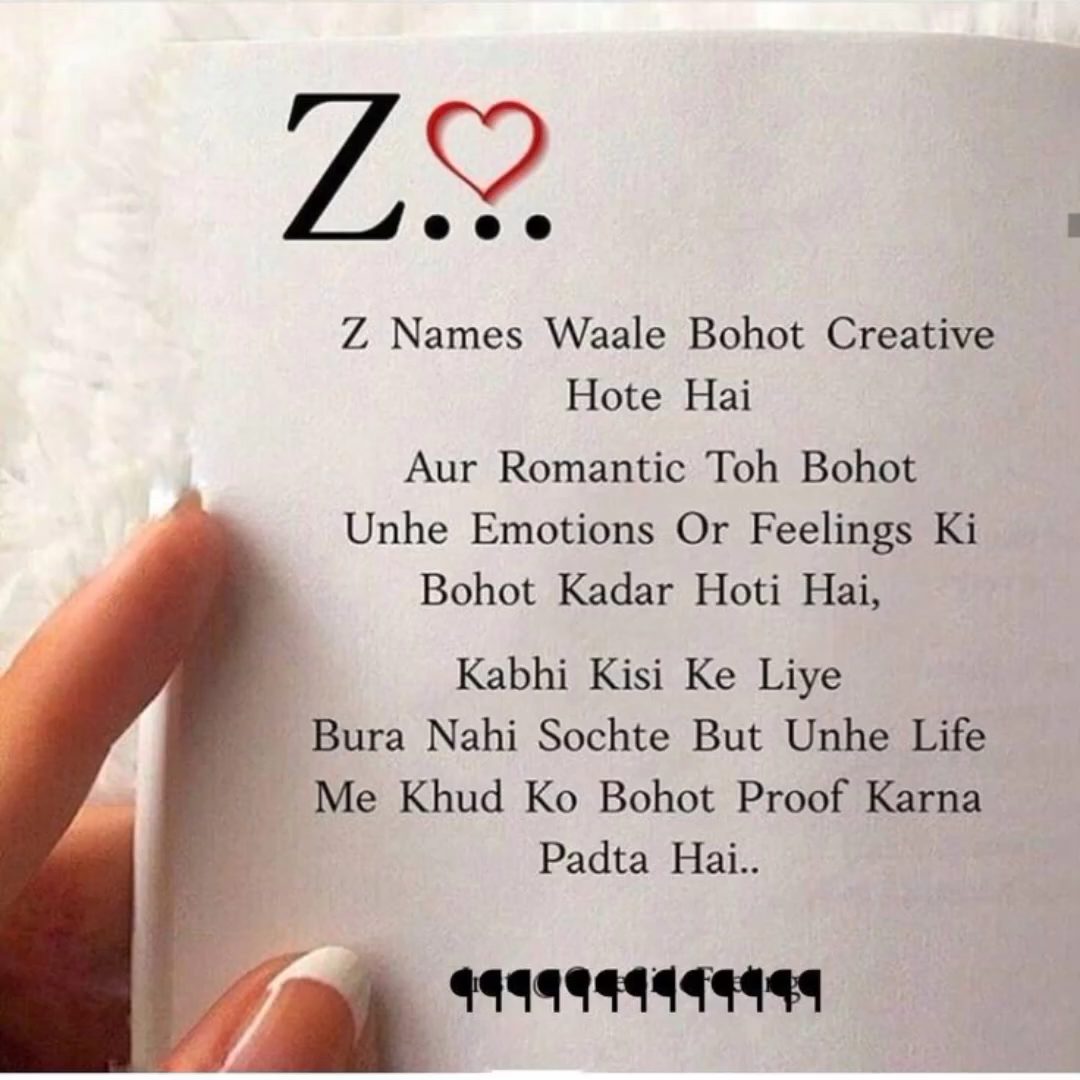 Z...
Z Names Waale Bohot Creative
Hote Hai
Aur Romantic Toh Bohot
Unhe Emotions Or Feelings Ki
Bohot Kadar Hoti Hai,
Kabhi Kisi Ke Liye
Bura Nahi Sochte But Unhe Life
Me Khud Ko Bohot Proof Karna
Padta Hai..